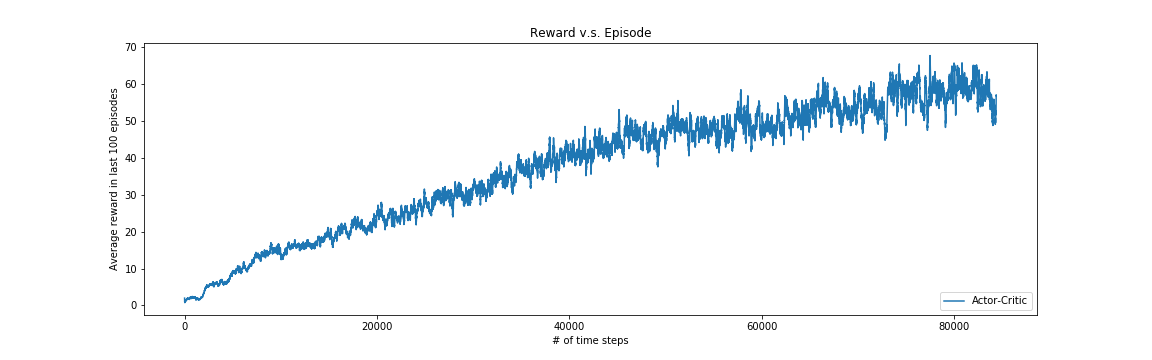 Reward v.s. Episode
Average reward in last 100 episodes
70
60
50
40
30
20
10
0
0 20000 40000 60000 80000
# of time steps
Actor-Critic